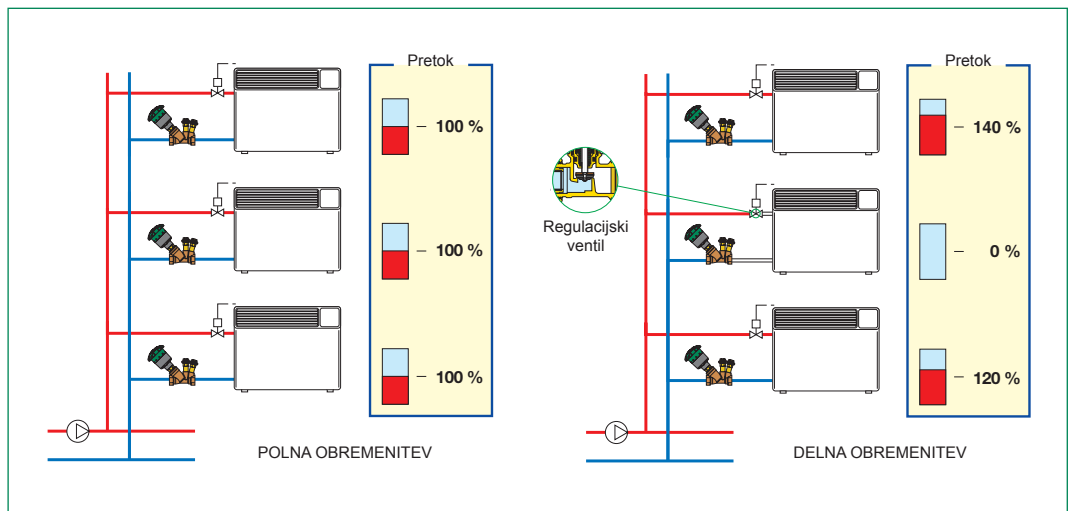 Pretok
100 %
100 %
100 %
POLNA OBREMENITEV
Regulacijski
ventil
Pretok
140 %
0 %
120 %
DELNA OBREMENITEV